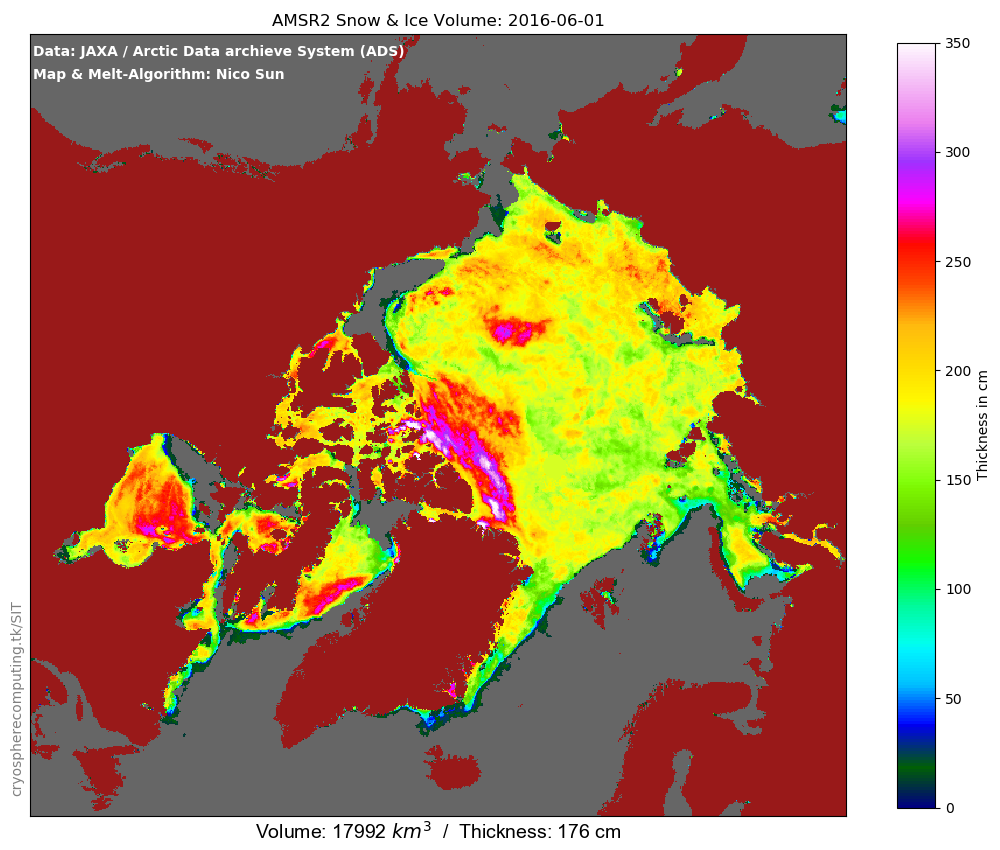 AMSR2 Snow & Ice Volume: 2016-06-01
Data: JAXA / Arctic Data archieve System (ADS)
Map & Melt-Algorithm: Nico Sun
350
300
250
200
150
100
50
0
Thickness in cm
cryospherecomputing.tk/SIT
Volume: 17992 km³ / Thickness: 176 cm